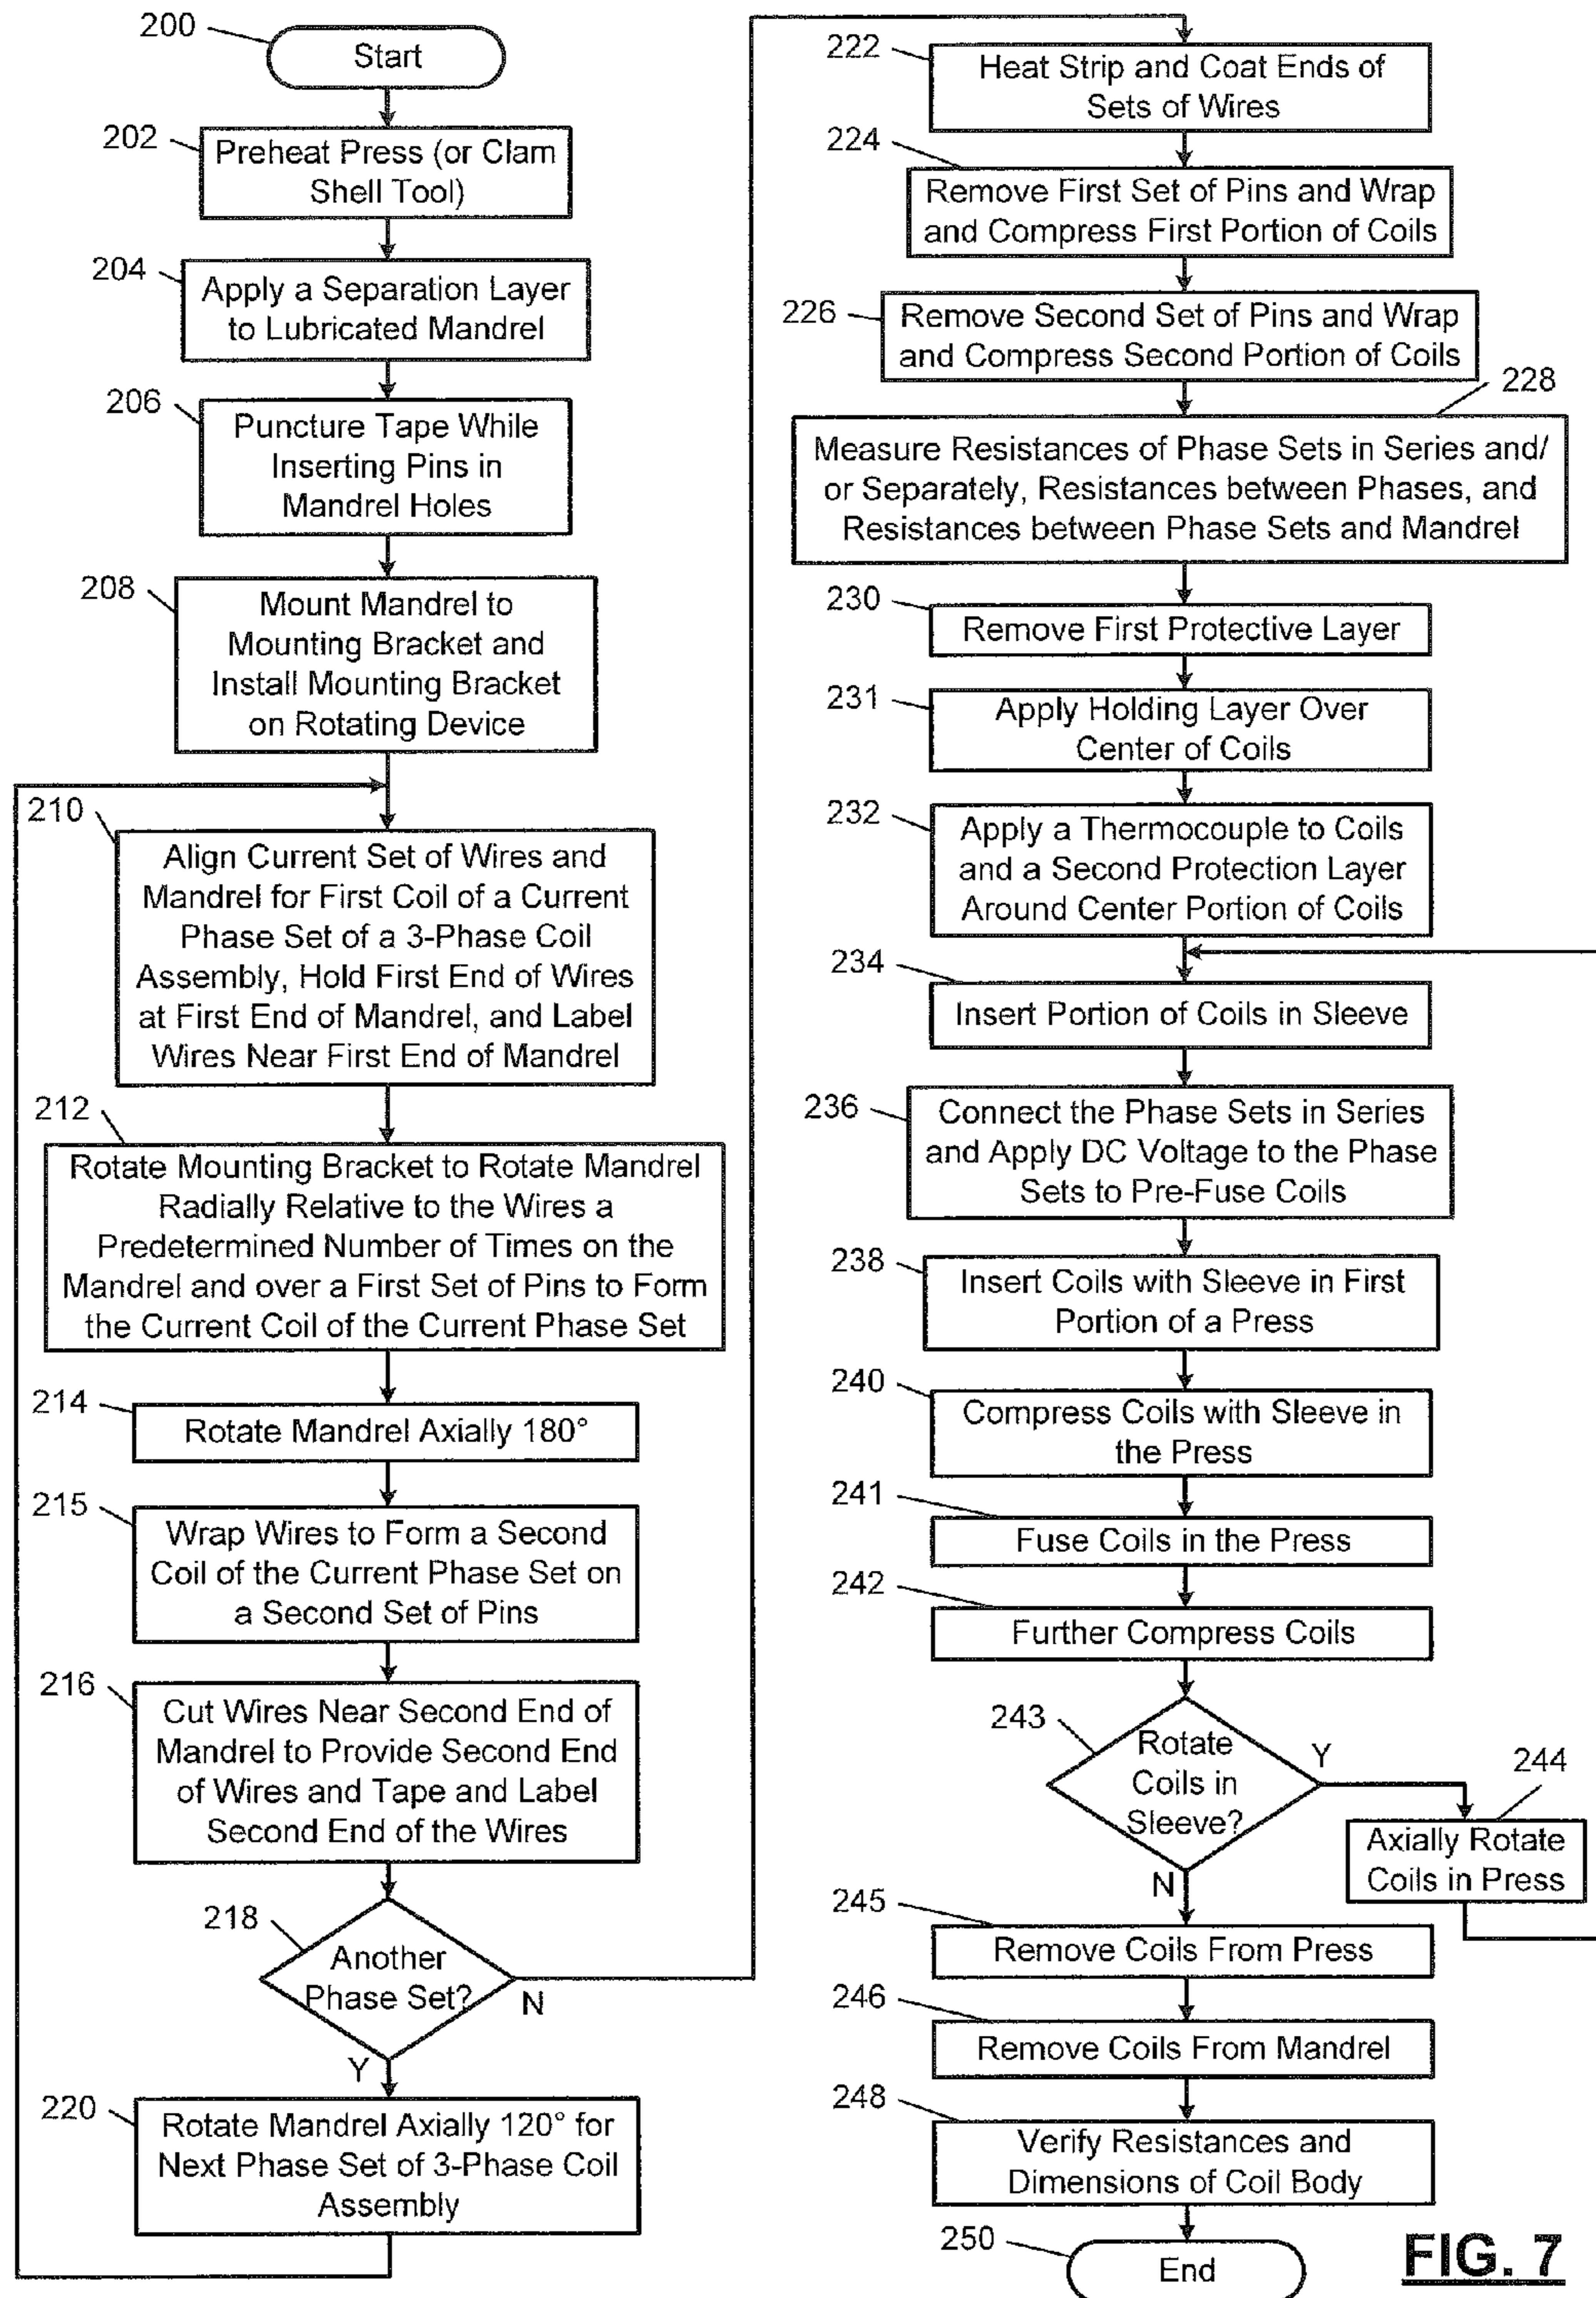 200
Start
202
Preheat Press (or Clam
Shell Tool)
204
Apply a Separation Layer
to Lubricated Mandrel
206
Puncture Tape While
Inserting Pins in
Mandrel Holes
208
Mount Mandrel to
Mounting Bracket and
Install Mounting Bracket
on Rotating Device
210
Align Current Set of Wires and
Mandrel for First Coil of a Current
Phase Set of a 3-Phase Coil
Assembly, Hold First End of Wires
at First End of Mandrel, and Label
Wires Near First End of Mandrel
212
Rotate Mounting Bracket to Rotate Mandrel
Radially Relative to the Wires a
Predetermined Number of Times on the
Mandrel and over a First Set of Pins to Form
the Current Coil of the Current Phase Set
214
Rotate Mandrel Axially 180°
215
Wrap Wires to Form a Second
Coil of the Current Phase Set on
a Second Set of Pins
216
Cut Wires Near Second End of
Mandrel to Provide Second End
of Wires and Tape and Label
Second End of the Wires
218
Another
Phase Set?
N
Y
220
Rotate Mandrel Axially 120° for
Next Phase Set of 3-Phase Coil
Assembly
222
Heat Strip and Coat Ends of
Sets of Wires
224
Remove First Set of Pins and Wrap
and Compress First Portion of Coils
226
Remove Second Set of Pins and Wrap
and Compress Second Portion of Coils
228
Measure Resistances of Phase Sets in Series and/
or Separately, Resistances between Phases, and
Resistances between Phase Sets and Mandrel
230
Remove First Protective Layer
231
Apply Holding Layer Over
Center of Coils
232
Apply a Thermocouple to Coils
and a Second Protection Layer
Around Center Portion of Coils
234
Insert Portion of Coils in Sleeve
236
Connect the Phase Sets in Series
and Apply DC Voltage to the Phase
Sets to Pre-Fuse Coils
238
Insert Coils with Sleeve in First
Portion of a Press
240
Compress Coils with Sleeve in
the Press
241
Fuse Coils in the Press
242
Further Compress Coils
243
Rotate
Coils in
Sleeve?
Y
N
244
Axially Rotate
Coils in Press
245
Remove Coils From Press
246
Remove Coils From Mandrel
248
Verify Resistances and
Dimensions of Coil Body
250
End
FIG. 7